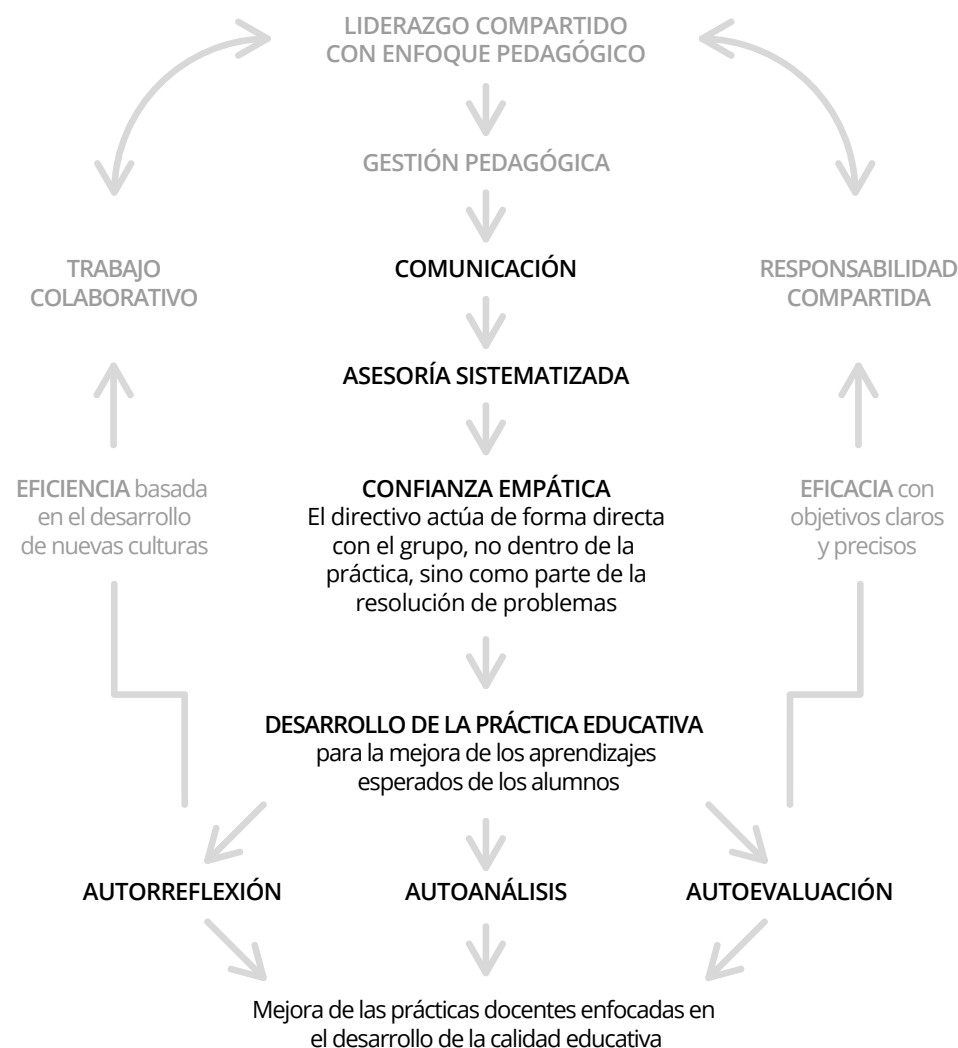 LIDERAZGO COMPARTIDO
CON ENFOQUE PEDAGÓGICO
GESTIÓN PEDAGÓGICA
TRABAJO
COLABORATIVO
COMUNICACIÓN
RESPONSABILIDAD
COMPARTIDA
ASESORÍA SISTEMATIZADA
EFICIENCIA basada
en el desarrollo
de nuevas culturas
CONFIANZA EMPÁTICA
El directivo actúa de forma directa
con el grupo, no dentro de la
práctica, sino como parte de la
resolución de problemas
EFICACIA con
objetivos claros
y precisos
DESARROLLO DE LA PRÁCTICA EDUCATIVA
para la mejora de los aprendizajes
esperados de los alumnos
AUTORREFLEXIÓN
AUTOANÁLISIS
AUTOEVALUACIÓN
Mejora de las prácticas docentes enfocadas en
el desarrollo de la calidad educativa